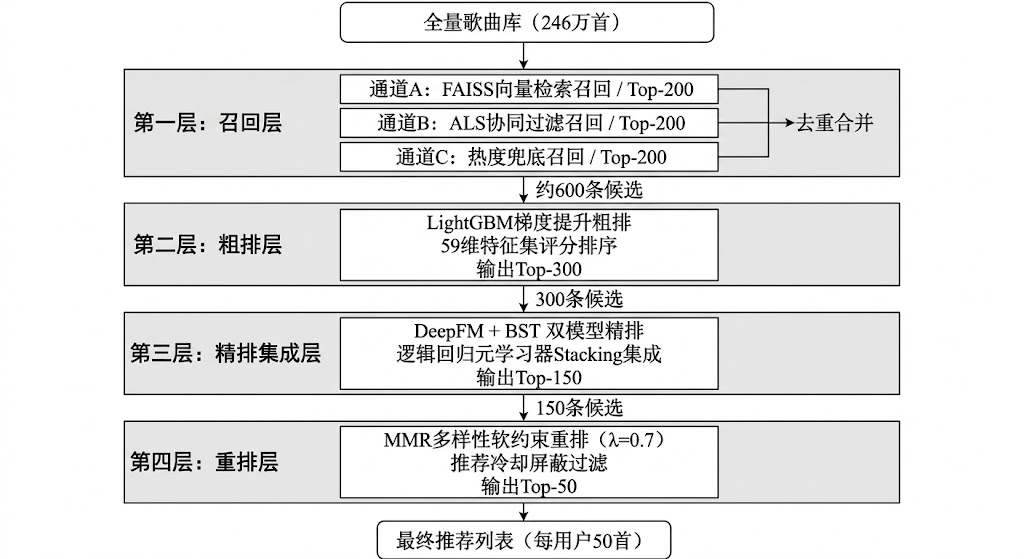 全量歌曲库（246万首）
第一层：召回层
通道A：FAISS向量检索召回 / Top-200
通道B：ALS协同过滤召回 / Top-200
通道C：热度兜底召回 / Top-200
去重合并
约600条候选
第二层：粗排层
LightGBM梯度提升粗排
59维特征集评分排序
输出Top-300
300条候选
第三层：精排集成层
DeepFM + BST 双模型精排
逻辑回归元学习器Stacking集成
输出Top-150
150条候选
第四层：重排层
MMR多样性软约束重排（λ=0.7）
推荐冷却屏蔽过滤
输出Top-50
最终推荐列表（每用户50首）